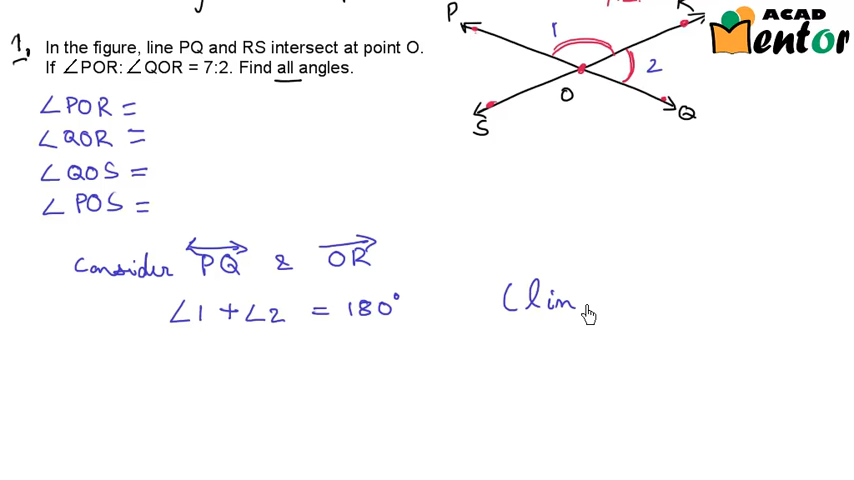 P
R
ACAD
Mentor
1
2
O
S
Q
1. In the figure, line PQ and RS intersect at point O.
If ∠POR: ∠QOR = 7:2. Find all angles.
∠POR =
∠QOR =
∠QOS =
∠POS =
Consider PQ & OR
∠1 + ∠2 = 180° (lin